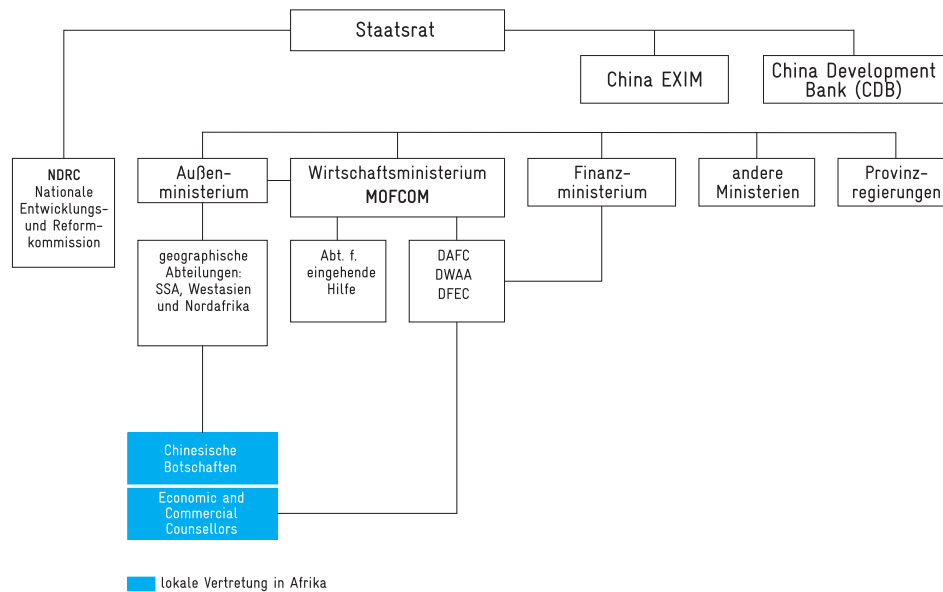 Staatsrat
China EXIM
China Development
Bank (CDB)
NDRC
Nationale
Entwicklungs-
und Reform-
kommission
Außen-
ministerium
Wirtschaftsministerium
MOFCOM
Finanz-
ministerium
andere
Ministerien
Provinz-
regierungen
geographische
Abteilungen:
SSA, Westasien
und Nordafrika
Abt. f.
eingehende
Hilfe
DAFC
DWAA
DFEC
Chinesische
Botschaften
Economic and
Commercial
Counsellors
lokale Vertretung in Afrika